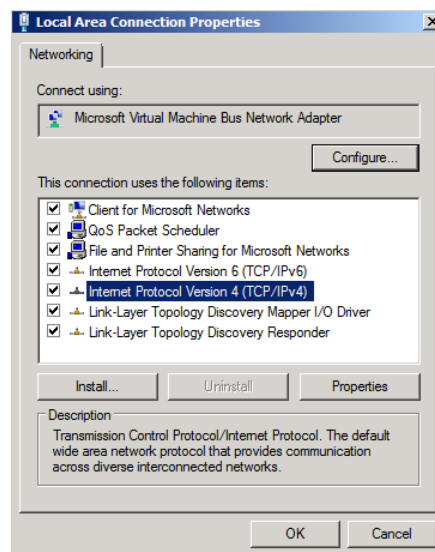 Local Area Connection Properties
Networking
Connect using:
Microsoft Virtual Machine Bus Network Adapter
Configure...
This connection uses the following items:
Client for Microsoft Networks
QoS Packet Scheduler
File and Printer Sharing for Microsoft Networks
Internet Protocol Version 6 (TCP/IPv6)
Internet Protocol Version 4 (TCP/IPv4)
Link-Layer Topology Discovery Mapper I/O Driver
Link-Layer Topology Discovery Responder
Install... Uninstall Properties
Description
Transmission Control Protocol/Internet Protocol. The default
wide area network protocol that provides communication
across diverse interconnected networks.
OK Cancel